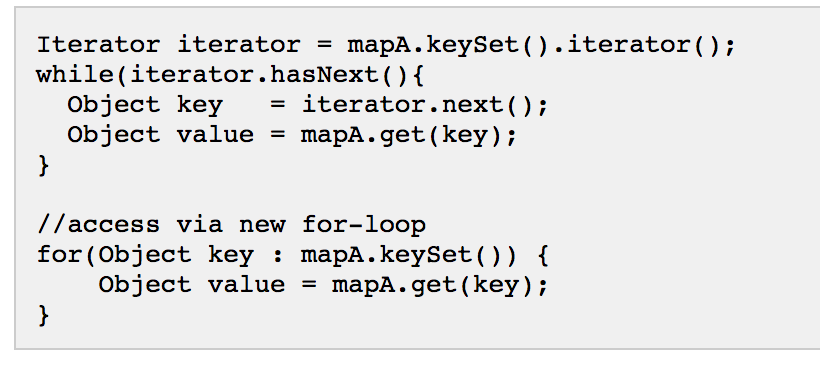 Iterator iterator = mapA.keySet().iterator();
while(iterator.hasNext(){
  Object key   = iterator.next();
  Object value = mapA.get(key);
}

//access via new for-loop
for(Object key : mapA.keySet()) {
    Object value = mapA.get(key);
}